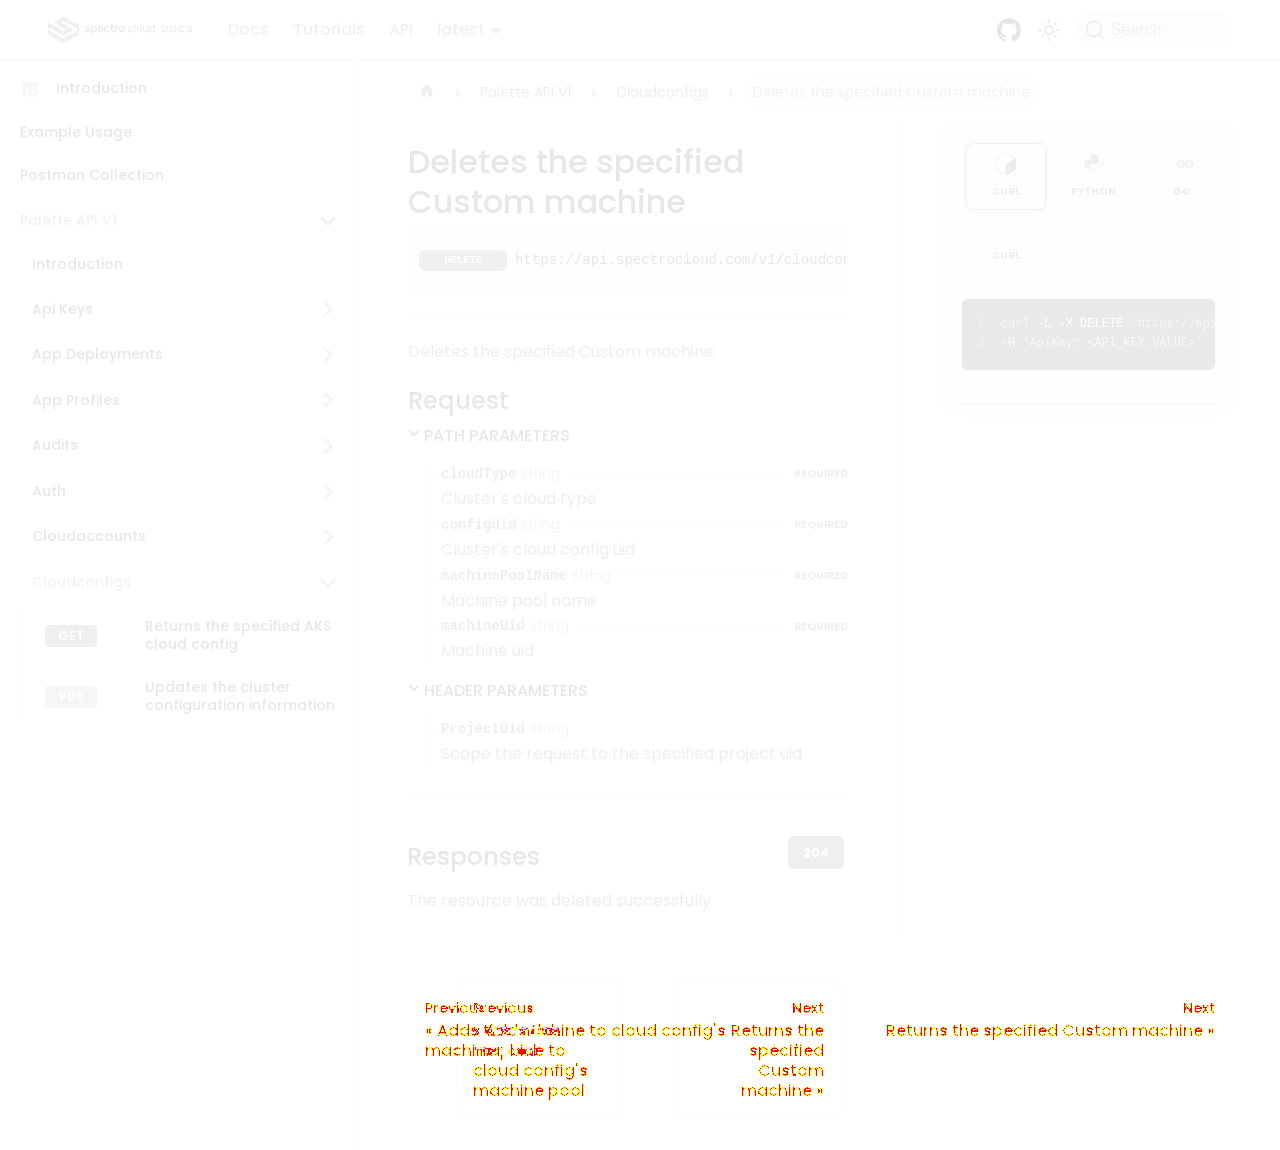 spectro cloud DOCS
Docs
Tutorials
API
latest
Search
Introduction
Example Usage
Postman Collection
Palette API V1
Introduction
Api Keys
App Deployments
App Profiles
Audits
Auth
Cloudaccounts
Cloudconfigs
GET Returns the specified AKS
cloud config
PUT Updates the cluster
configuration information
Palette API V1 › Cloudconfigs › Deletes the specified Custom machine
Deletes the specified
Custom machine
DELETE https://api.spectrocloud.com/v1/cloudcon
Deletes the specified Custom machine
Request
PATH PARAMETERS
cloudType string REQUIRED
Cluster's cloud type
configUid string REQUIRED
Cluster's cloud config uid
machinePoolName string REQUIRED
Machine pool name
machineUid string REQUIRED
Machine uid
HEADER PARAMETERS
ProjectUid string
Scope the request to the specified project uid
Responses
204
The resource was deleted successfully
CURL
PYTHON
GO
CURL
1 curl -L -X DELETE 'https://api
2 -H 'ApiKey: <API_KEY_VALUE>'
Previous
Previous
Next
Next
to cloud config's
Returns the
specified
Custom
machine »
cloud config's
machine pool
Returns the specified Custom machine »